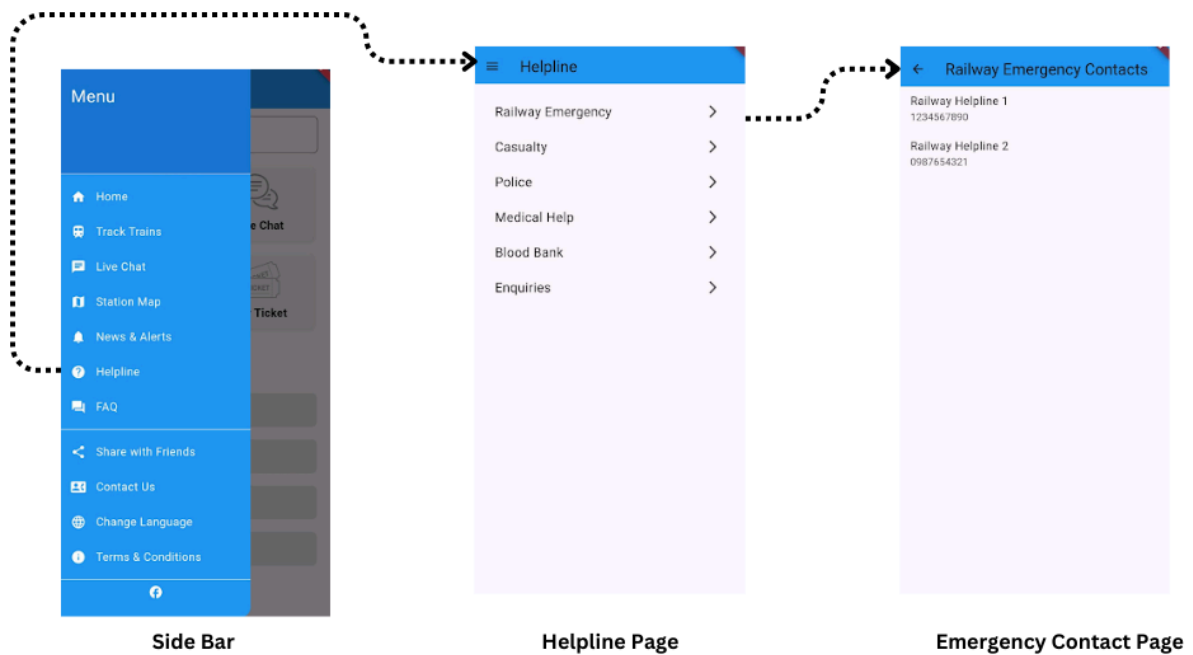 Menu
Home
Track Trains
Live Chat
Station Map
News & Alerts
Helpline
FAQ
Share with Friends
Contact Us
Change Language
Terms & Conditions
Chat
Ticket
Side Bar
Helpline
Railway Emergency
Casualty
Police
Medical Help
Blood Bank
Enquiries
Helpline Page
Railway Emergency Contacts
Railway Helpline 1
1234567890
Railway Helpline 2
0987654321
Emergency Contact Page